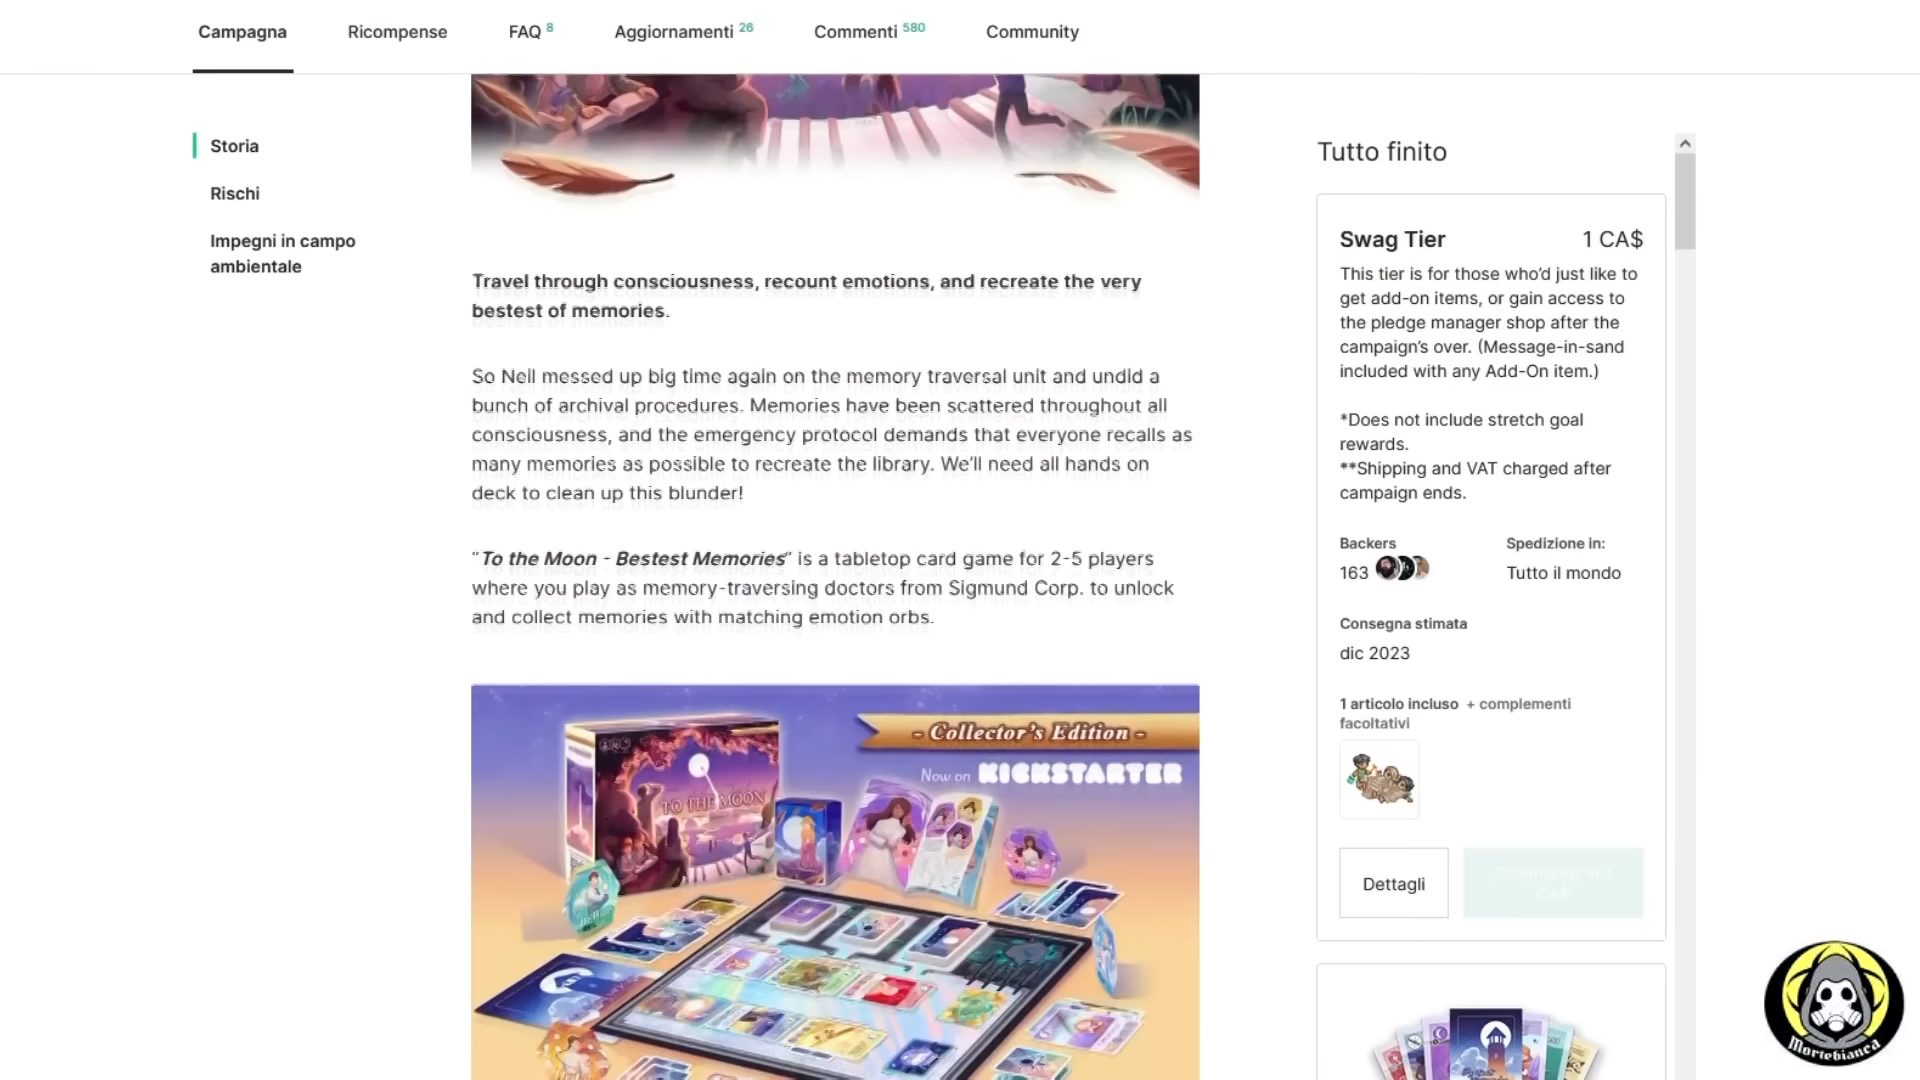 Campagna
Ricompense
FAQ 8
Aggiornamenti 26
Commenti 580
Community
Storia
Rischi
Impegni in campo
ambientale
Travel through consciousness, recount emotions, and recreate the very
bestest of memories.
So Neil messed up big time again on the memory traversal unit and undid a
bunch of archival procedures. Memories have been scattered throughout all
consciousness, and the emergency protocol demands that everyone recalls as
many memories as possible to recreate the library. We'll need all hands on
deck to clean up this blunder!
"To the Moon - Bestest Memories" is a tabletop card game for 2-5 players
where you play as memory-traversing doctors from Sigmund Corp. to unlock
and collect memories with matching emotion orbs.
- Collector's Edition -
Now on KICKSTARTER
TO THE MOON
Tutto finito
Swag Tier 1 CA$
This tier is for those who'd just like to
get add-on items, or gain access to
the pledge manager shop after the
campaign's over. (Message-in-sand
included with any Add-On item.)
*Does not include stretch goal
rewards.
**Shipping and VAT charged after
campaign ends.
Backers
163
Spedizione in:
Tutto il mondo
Consegna stimata
dic 2023
1 articolo incluso + complementi
facoltativi
Dettagli
Mortebianca